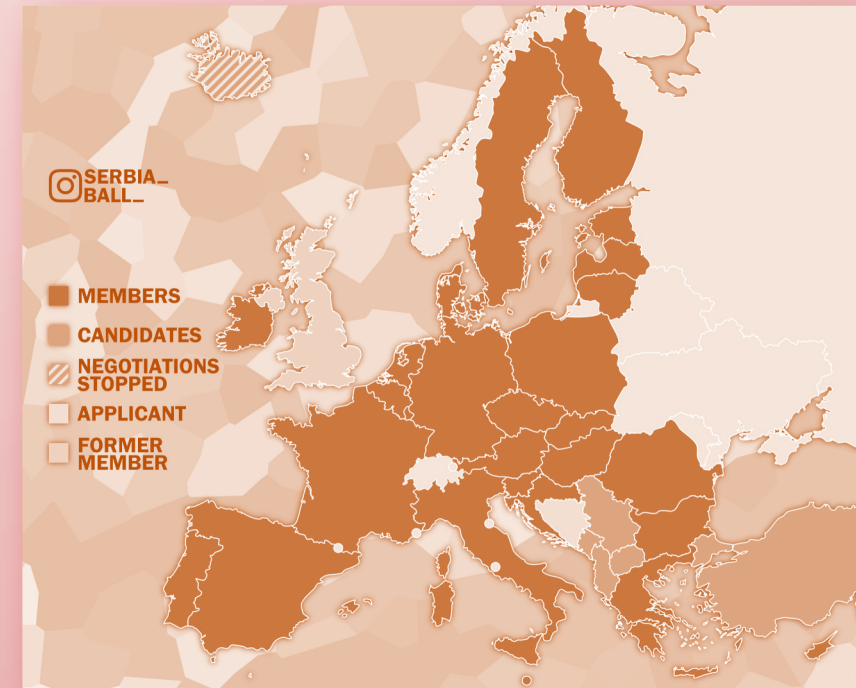 SERBIA_
BALL_
MEMBERS
CANDIDATES
NEGOTIATIONS
STOPPED
APPLICANT
FORMER
MEMBER